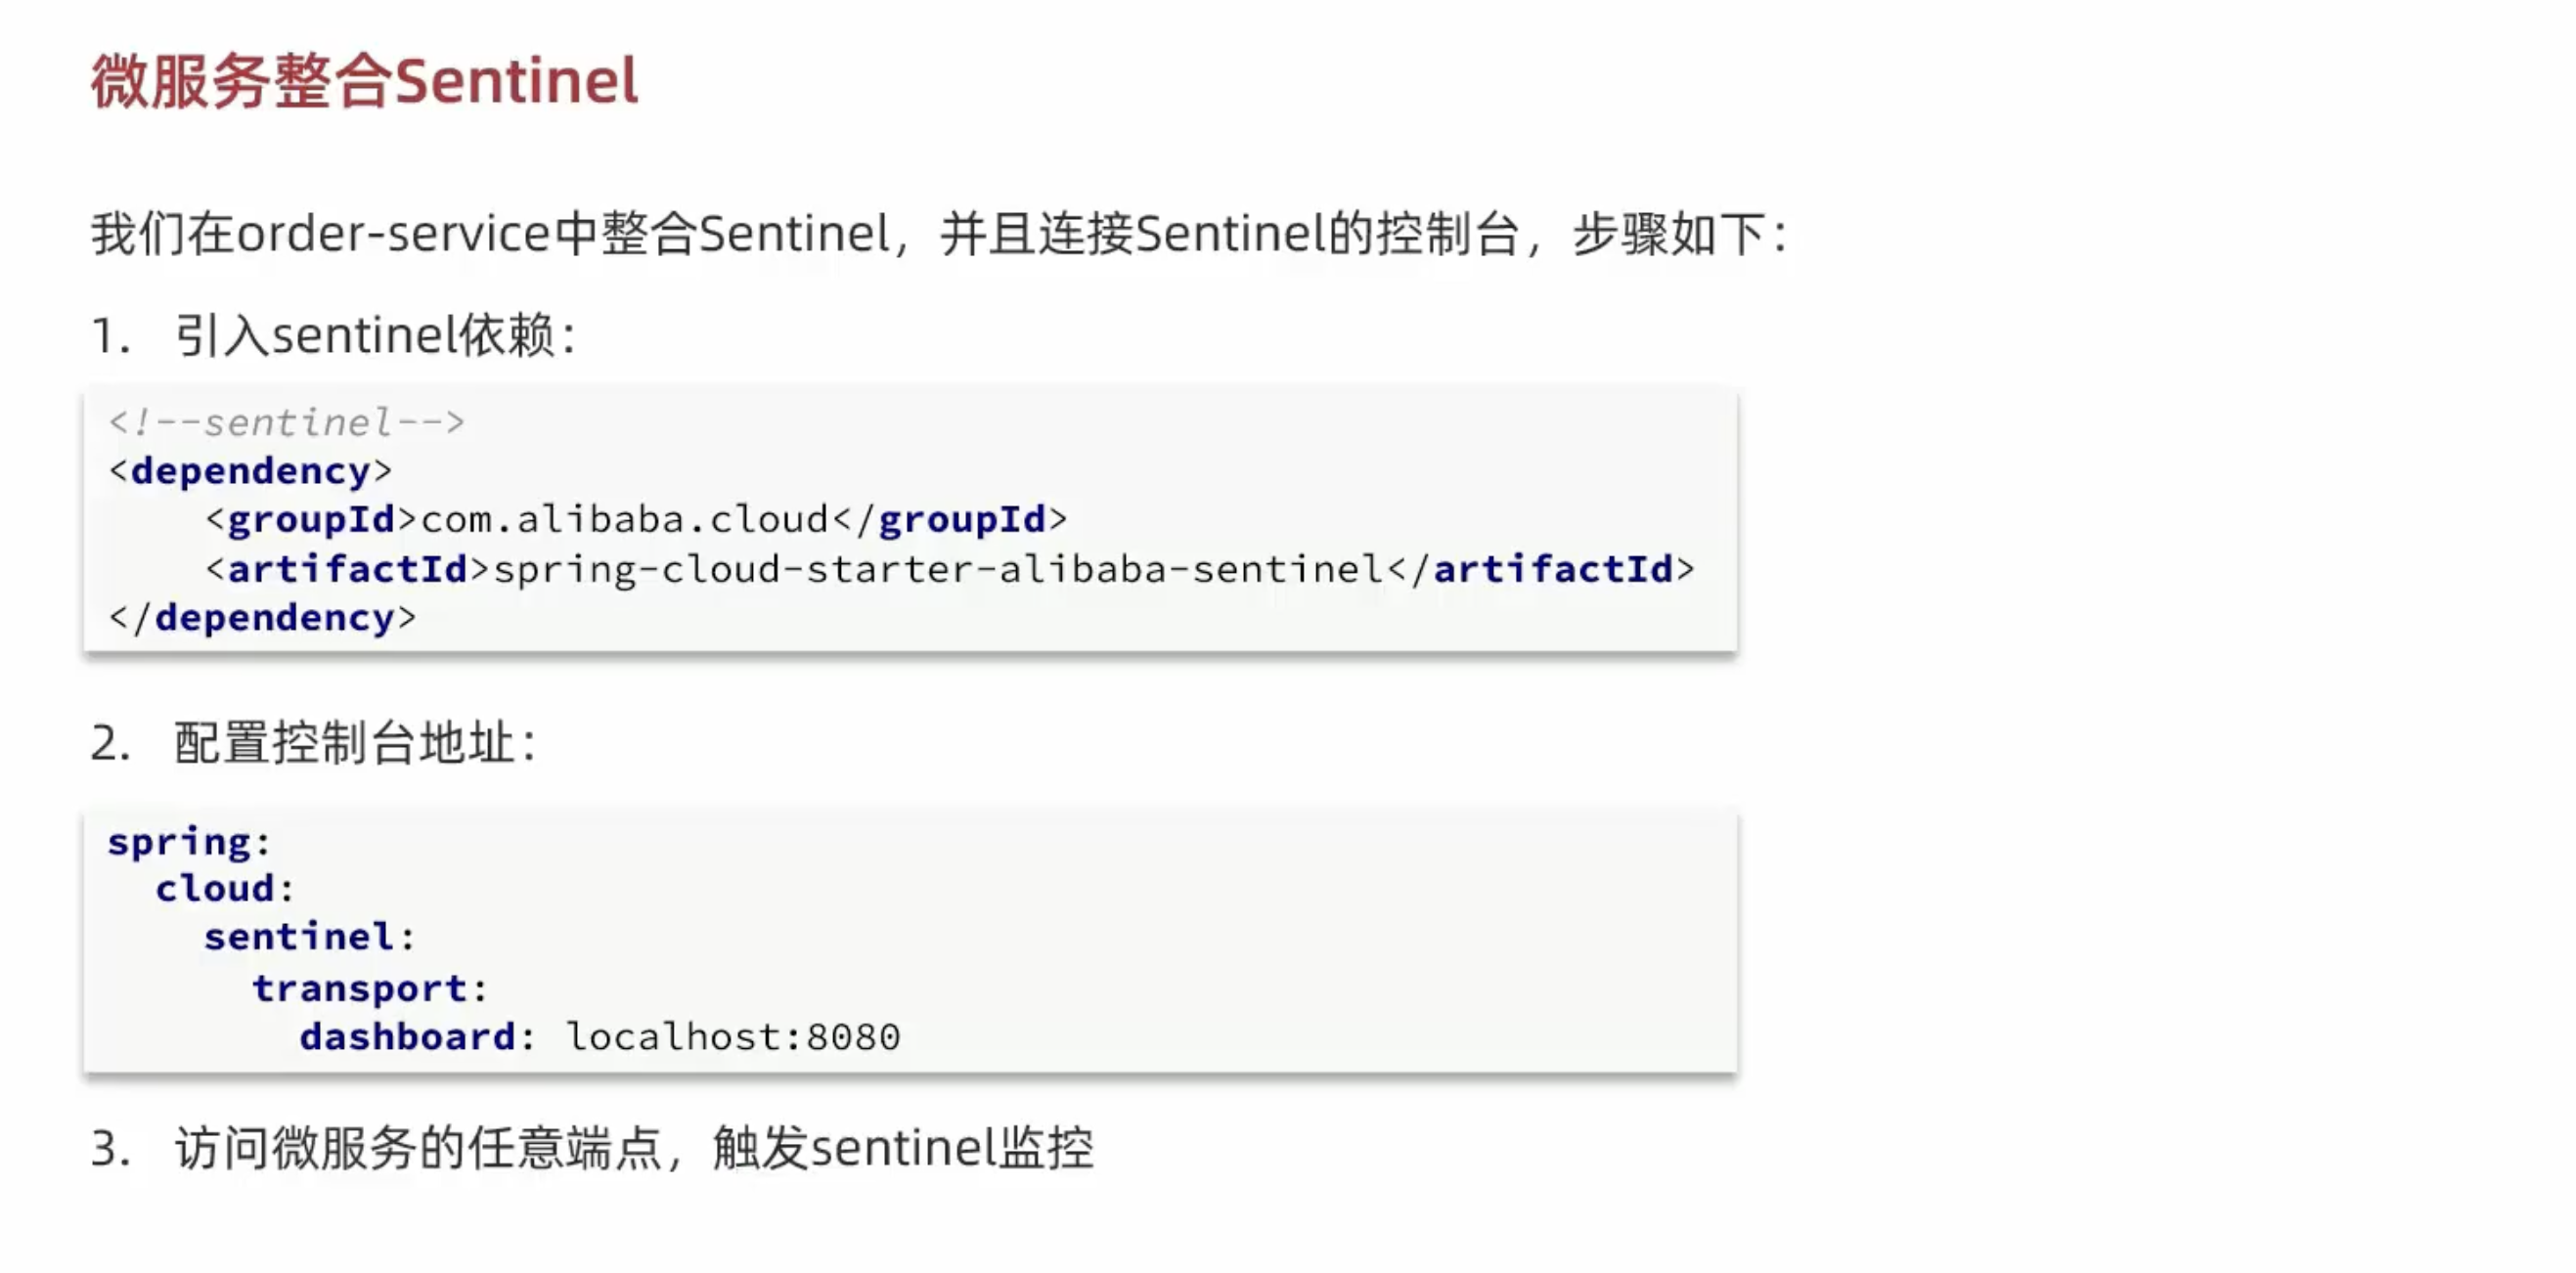 微服务整合Sentinel
我们在order-service中整合Sentinel，并且连接Sentinel的控制台，步骤如下：
1. 引入sentinel依赖：
<!--sentinel-->
<dependency>
    <groupId>com.alibaba.cloud</groupId>
    <artifactId>spring-cloud-starter-alibaba-sentinel</artifactId>
</dependency>
2. 配置控制台地址：
spring:
  cloud:
    sentinel:
      transport:
        dashboard: localhost:8080
3. 访问微服务的任意端点，触发sentinel监控